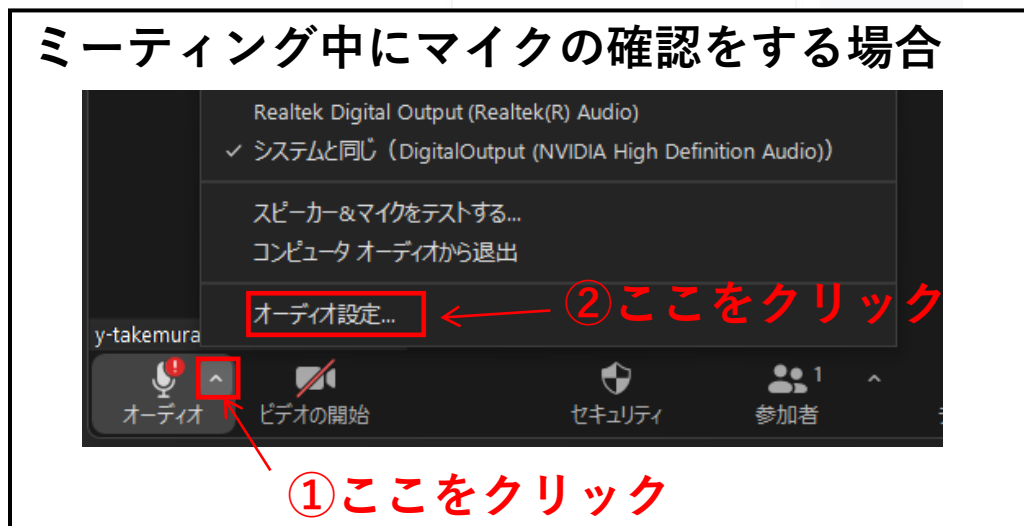 ミーティング中にマイクの確認をする場合
Realtek Digital Output (Realtek(R) Audio)
✓ システムと同じ（DigitalOutput (NVIDIA High Definition Audio)）
スピーカー&マイクをテストする...
コンピュータ オーディオから退出
オーディオ設定...
②ここをクリック
y-takemura
1
オーディオ
ビデオの開始
セキュリティ
参加者
①ここをクリック